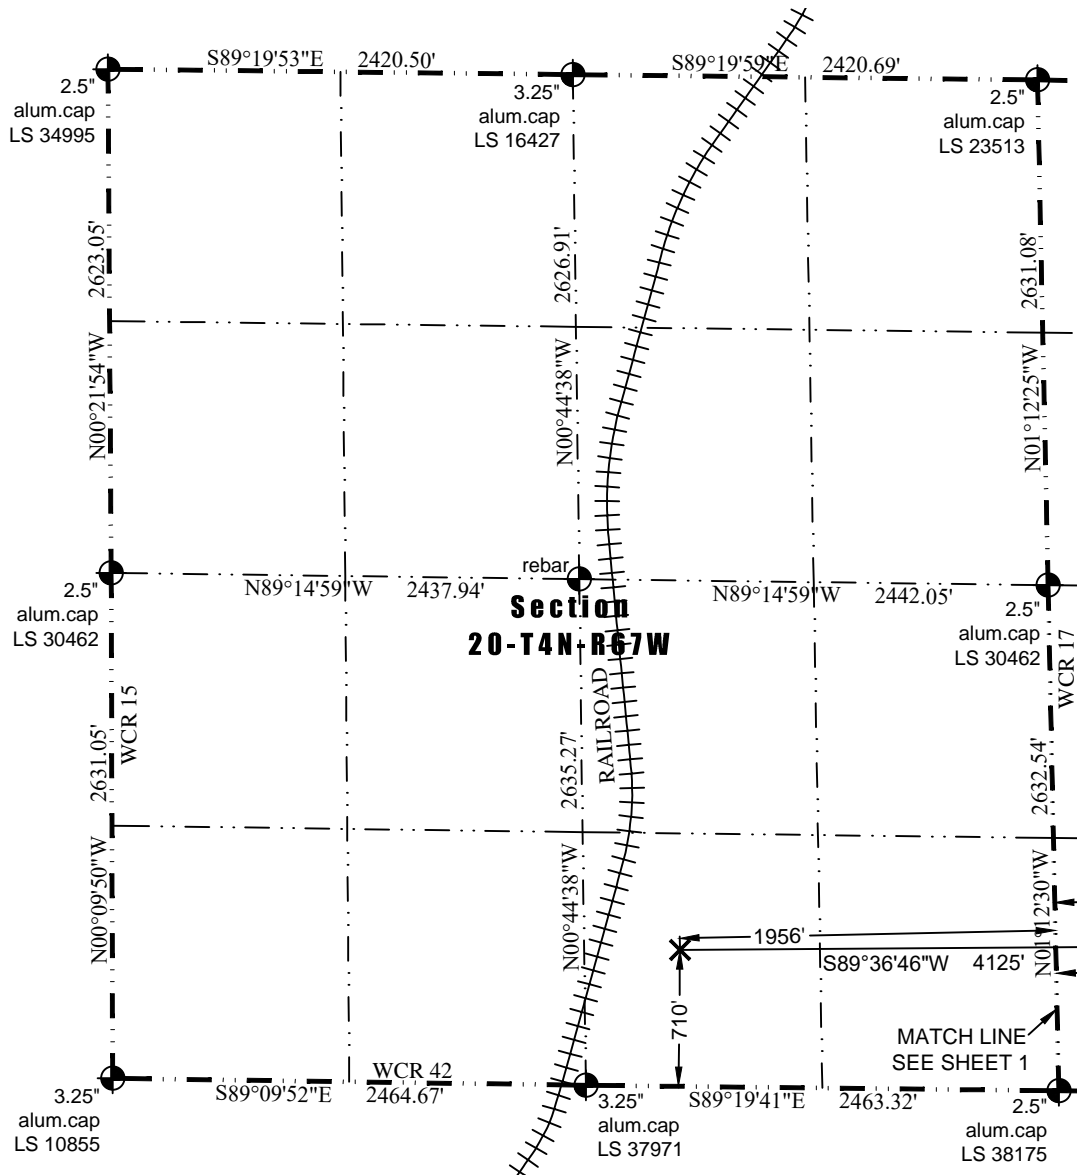 S89°19'53"E 2420.50'
S89°19'59"E 2420.69'
2.5"
alum.cap
LS 34995
3.25"
alum.cap
LS 16427
2.5"
alum.cap
LS 23513
2623.05'
N00°21'54"W
2626.91'
N00°44'38"W
2631.08'
N01°12'25"W
2.5"
alum.cap
LS 30462
N89°14'59"W 2437.94'
rebar
N89°14'59"W 2442.05'
2.5"
alum.cap
LS 30462
Section
20-T4N-R67W
WCR 15
2631.05'
N00°09'50"W
RAILROAD
2635.27'
N00°44'38"W
WCR 17
2632.54'
N01°12'30"W
1956'
S89°36'46"W 4125'
710'
MATCH LINE
SEE SHEET 1
WCR 42
S89°09'52"E 2464.67'
S89°19'41"E 2463.32'
3.25"
alum.cap
LS 10855
3.25"
alum.cap
LS 37971
2.5"
alum.cap
LS 38175